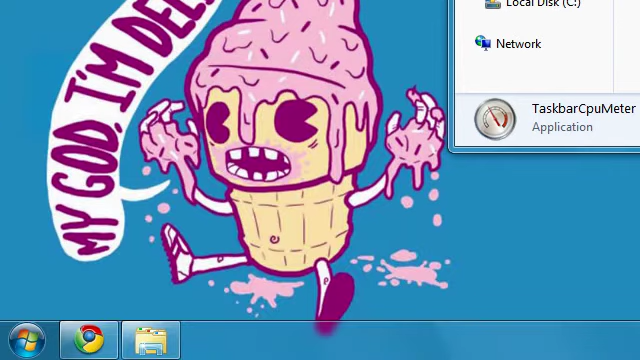 MY GOD. I'M
Local Disk (C:)
Network
TaskbarCpuMeter
Application